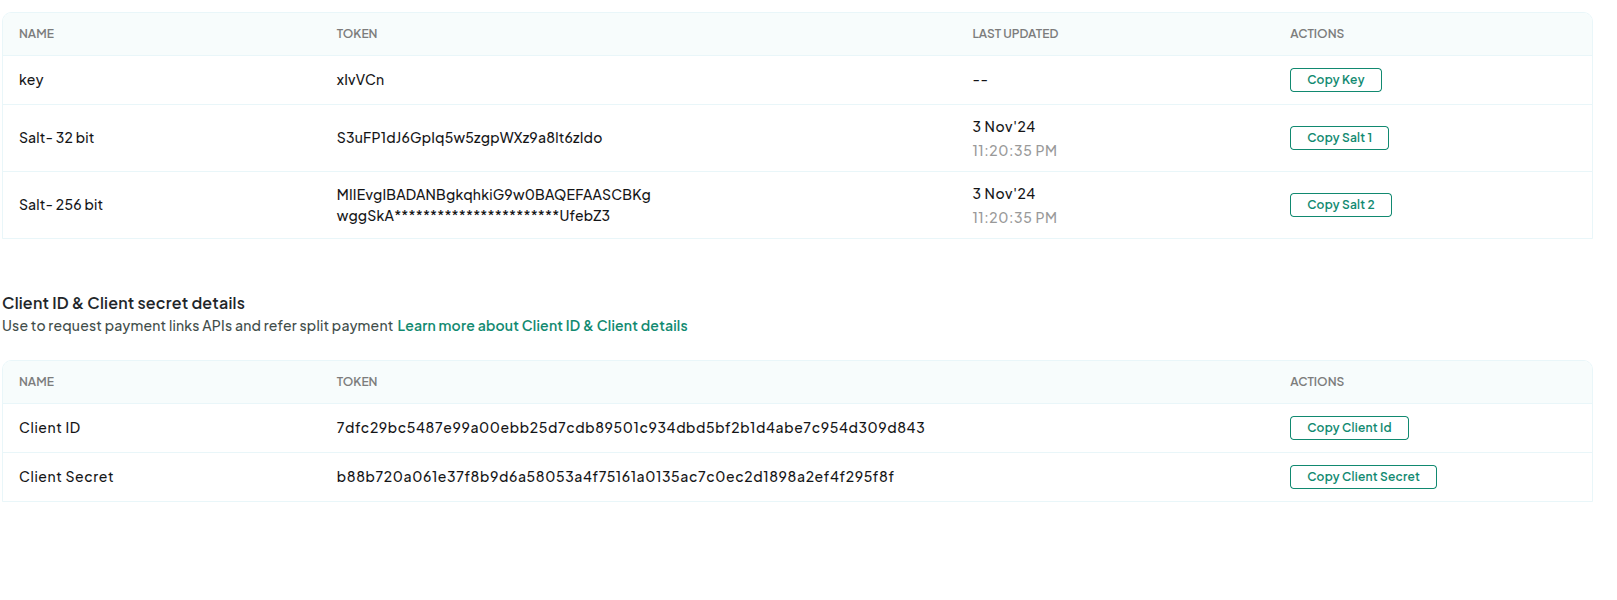 NAME TOKEN LAST UPDATED ACTIONS
key -- Copy Key
Salt- 32 bit 3 Nov'24 Copy Salt 1
11:20:35 PM
Salt- 256 bit MIIEvgIBADANBgkqhkiG9w0BAQEFAASCBKg 3 Nov'24 Copy Salt 2
wggSkA***********************UfebZ3 11:20:35 PM
Client ID & Client secret details
Use to request payment links APIs and refer split payment Learn more about Client ID & Client details
NAME TOKEN ACTIONS
Client ID 7dfc29bc5487e99a00ebb25d7cdb89501c934dbd5bf2b1d4abe7c954d309d843 Copy Client Id
Client Secret b88b720a061e37f8b9d6a58053a4f75161a0135ac7c0ec2d1898a2ef4f295f8f Copy Client Secret